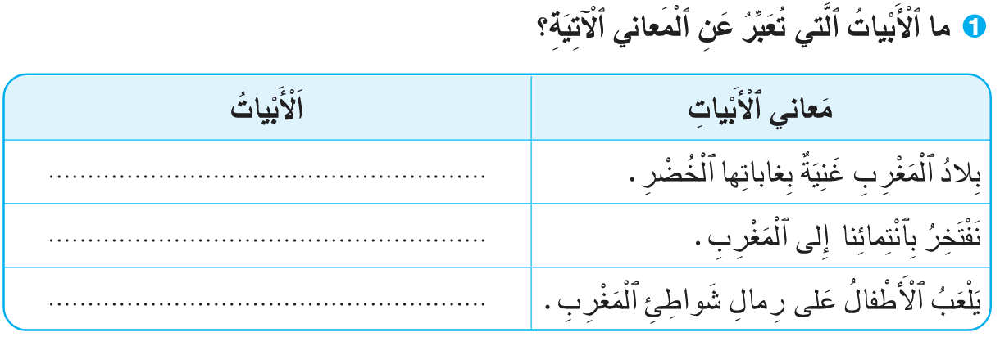 1 ما ٱلْأَبْياتُ ٱلَّتي تُعَبِّرُ عَنِ ٱلْمَعاني ٱلْآتِيَةِ؟
مَعاني ٱلْأَبْياتِ اَلْأَبْياتُ
بِلادُ ٱلْمَغْرِبِ غَنِيَةٌ بِغاباتِها ٱلْخُضْرِ. ......................................................
نَفْتَخِرُ بِٱنْتِمائِنا إِلى ٱلْمَغْرِبِ. ......................................................
يَلْعَبُ ٱلْأَطْفالُ عَلى رِمالِ شَواطِئِ ٱلْمَغْرِبِ. ......................................................